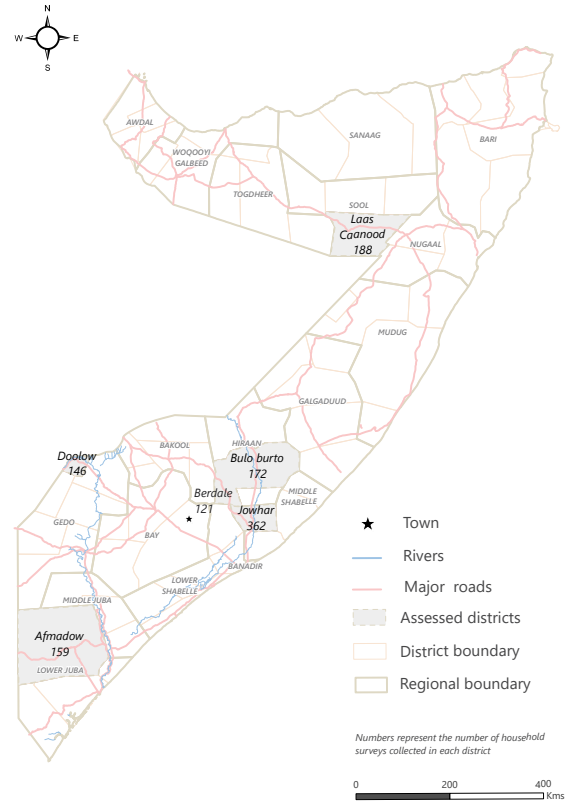 N
W
E
S
AWDAL
WOQOOYI
GALBEED
TOGDHEER
SANAAG
BARI
SOOL
Laas
Caanood
188
NUGAAL
MUDUG
GALGADUUD
HIRAAN
BAKOOL
Bulo burto
172
Doolow
146
Berdale
121
MIDDLE
SHABELLE
Jowhar
362
GEDO
BAY
BANADIR
LOWER
SHABELLE
MIDDLE JUBA
Afmadow
159
LOWER JUBA
Town
Rivers
Major roads
Assessed districts
District boundary
Regional boundary
Numbers represent the number of household
surveys collected in each district
0
200
400
Kms